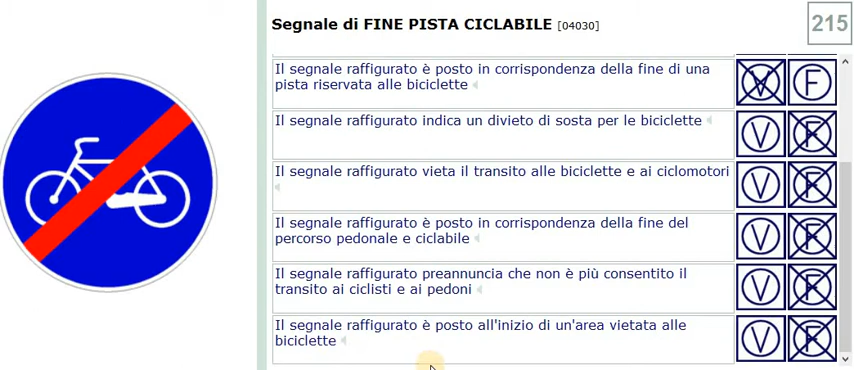 Segnale di FINE PISTA CICLABILE [04030]
215
Il segnale raffigurato è posto in corrispondenza della fine di una
pista riservata alle biciclette
V F
Il segnale raffigurato indica un divieto di sosta per le biciclette
V F
Il segnale raffigurato vieta il transito alle biciclette e ai ciclomotori
V F
Il segnale raffigurato è posto in corrispondenza della fine del
percorso pedonale e ciclabile
V F
Il segnale raffigurato preannuncia che non è più consentito il
transito ai ciclisti e ai pedoni
V F
Il segnale raffigurato è posto all'inizio di un'area vietata alle
biciclette
V F